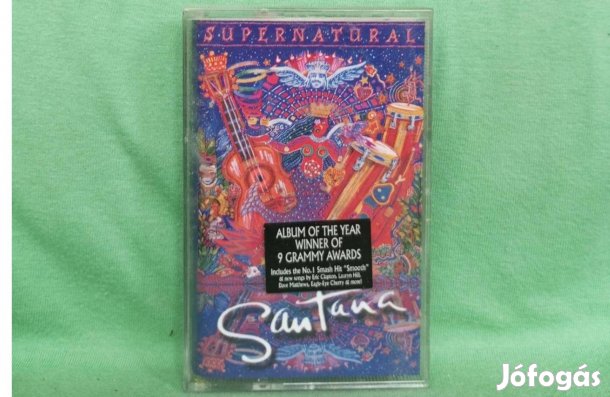 SUPERNATURAL
ALBUM OF THE YEAR
WINNER OF
9 GRAMMY AWARDS
Includes the No. 1 Smash Hit "Smooth"
& new songs by Eric Clapton, Lauryn Hill,
Dave Matthews, Eagle-Eye Cherry & more!
Santana
Jófogás